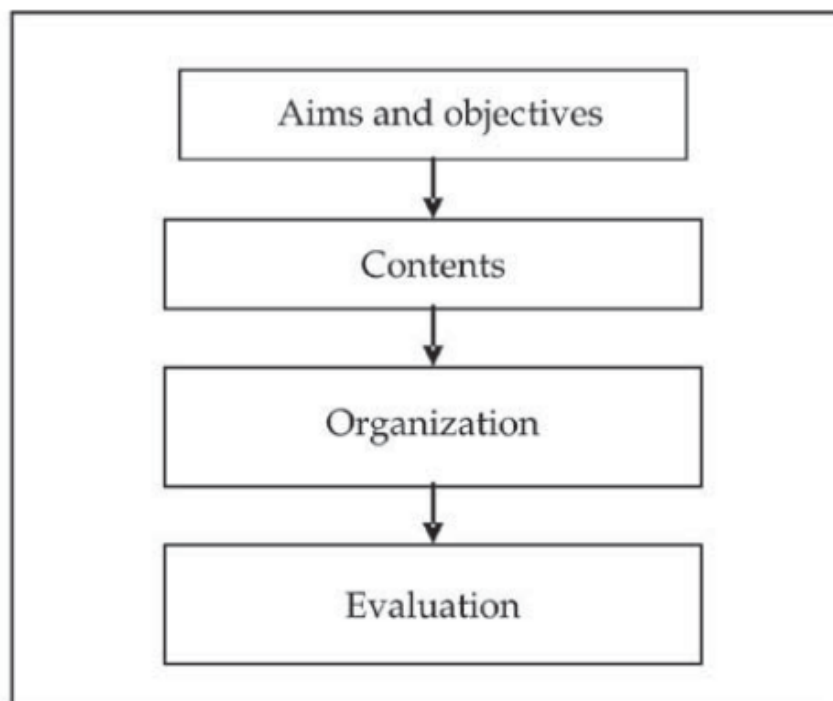 Aims and objectives
Contents
Organization
Evaluation